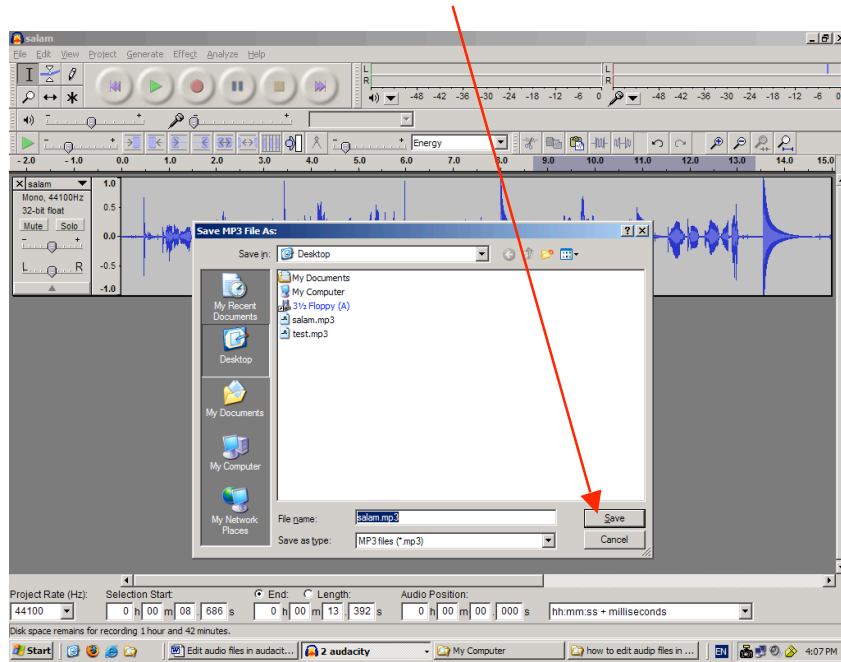 salam
File Edit View Project Generate Effect Analyze Help
L
R
-48 -42 -36 -30 -24 -18 -12 -6 0
L
R
-48 -42 -36 -30 -24 -18 -12 -6 0
Energy
-2.0 -1.0 0.0 1.0 2.0 3.0 4.0 5.0 6.0 7.0 8.0 9.0 10.0 11.0 12.0 13.0 14.0 15.0
X salam
Mono, 44100Hz
32-bit float
Mute Solo
- +
L R
1.0
0.5
0.0
-0.5
-1.0
Save MP3 File As:
Save in: Desktop
My Recent Documents
Desktop
My Documents
My Computer
My Network Places
My Documents
My Computer
3½ Floppy (A)
salam.mp3
test.mp3
File name: salam.mp3 Save
Save as type: MP3 files (*.mp3) Cancel
Project Rate (Hz): Selection Start: End: Length: Audio Position:
44100 0 h 00 m 08 . 686 s 0 h 00 m 13 . 392 s 0 h 00 m 00 . 000 s hh:mm:ss + milliseconds
Disk space remains for recording 1 hour and 42 minutes.
Start Edit audio files in audacit... 2 audacity My Computer how to edit audip files in ... EN 4:07 PM